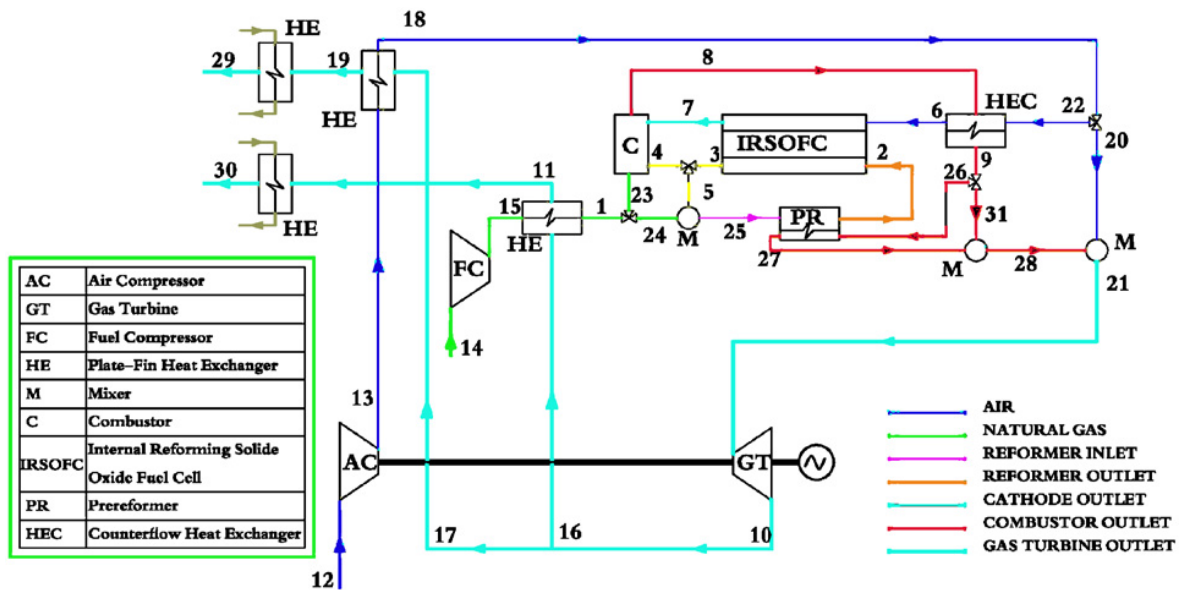 18
HE
29
19
HE
8
HEC
7
6
22
20
C
IRSOFC
4
3
2
9
5
26
23
30
11
15
1
HE
24
M
25
PR
31
HE
FC
27
M
28
M
21
14
13
AC Air Compressor
GT Gas Turbine
FC Fuel Compressor
HE Plate-Fin Heat Exchanger
M Mixer
C Combustor
IRSOFC Internal Reforming Solide
Oxide Fuel Cell
PR Prereformer
HEC Counterflow Heat Exchanger
AC
GT
17
16
10
12
AIR
NATURAL GAS
REFORMER INLET
REFORMER OUTLET
CATHODE OUTLET
COMBUSTOR OUTLET
GAS TURBINE OUTLET